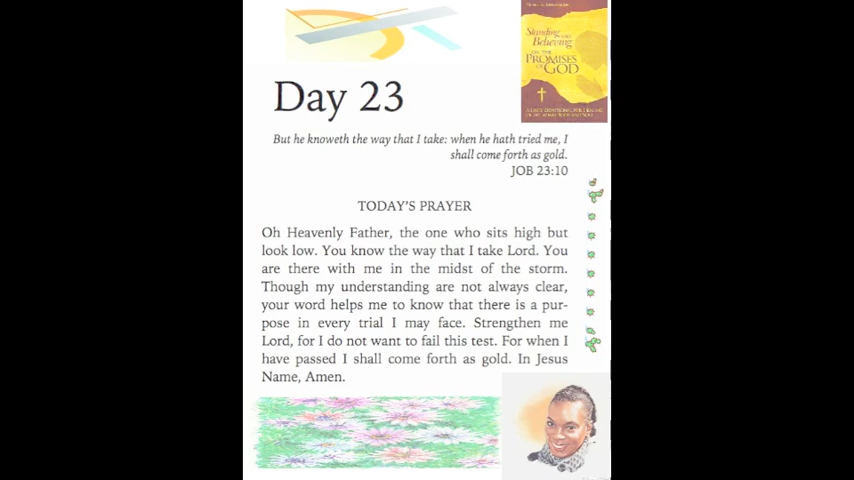 Standing and
Believing
ON THE
PROMISES
OF GOD
Day 23
But he knoweth the way that I take: when he hath tried me, I
shall come forth as gold.
JOB 23:10
TODAY'S PRAYER
Oh Heavenly Father, the one who sits high but
look low. You know the way that I take Lord. You
are there with me in the midst of the storm.
Though my understanding are not always clear,
your word helps me to know that there is a pur-
pose in every trial I may face. Strengthen me
Lord, for I do not want to fail this test. For when I
have passed I shall come forth as gold. In Jesus
Name, Amen.